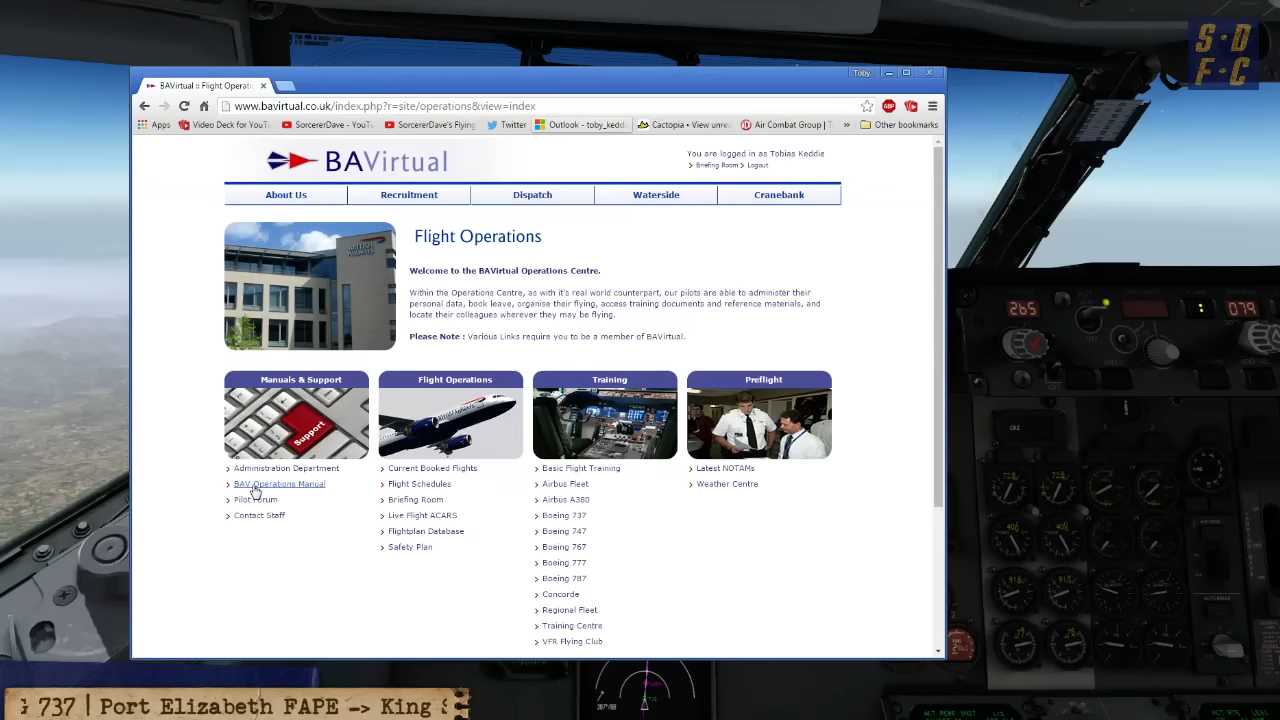 S·D
F·C
Toby
BAVirtual :: Flight Operati
www.bavirtual.co.uk/index.php?r=site/operations&view=index
ABP
Apps Video Deck for YouT SorcererDave - YouTu SorcererDave's Flying Twitter Outlook - toby_keddi Cactopia - View unre Air Combat Group | T » Other bookmarks
BAVirtual
You are logged in as Tobias Keddie
Briefing Room Logout
About Us Recruitment Dispatch Waterside Cranebank
BRITISH AIRWAYS
Flight Operations
Welcome to the BAVirtual Operations Centre.
Within the Operations Centre, as with it's real world counterpart, our pilots are able to administer their
personal data, book leave, organise their flying, access training documents and reference materials, and
locate their colleagues wherever they may be flying.
Please Note : Various Links require you to be a member of BAVirtual.
Manuals & Support
Support
Administration Department
BAV Operations Manual
Pilot Forum
Contact Staff
Flight Operations
Current Booked Flights
Flight Schedules
Briefing Room
Live Flight ACARS
Flightplan Database
Safety Plan
Training
Basic Flight Training
Airbus Fleet
Airbus A380
Boeing 737
Boeing 747
Boeing 767
Boeing 777
Boeing 787
Concorde
Regional Fleet
Training Centre
VFR Flying Club
Preflight
Latest NOTAMs
Weather Centre
265
079
737 | Port Elizabeth FAPE -> King